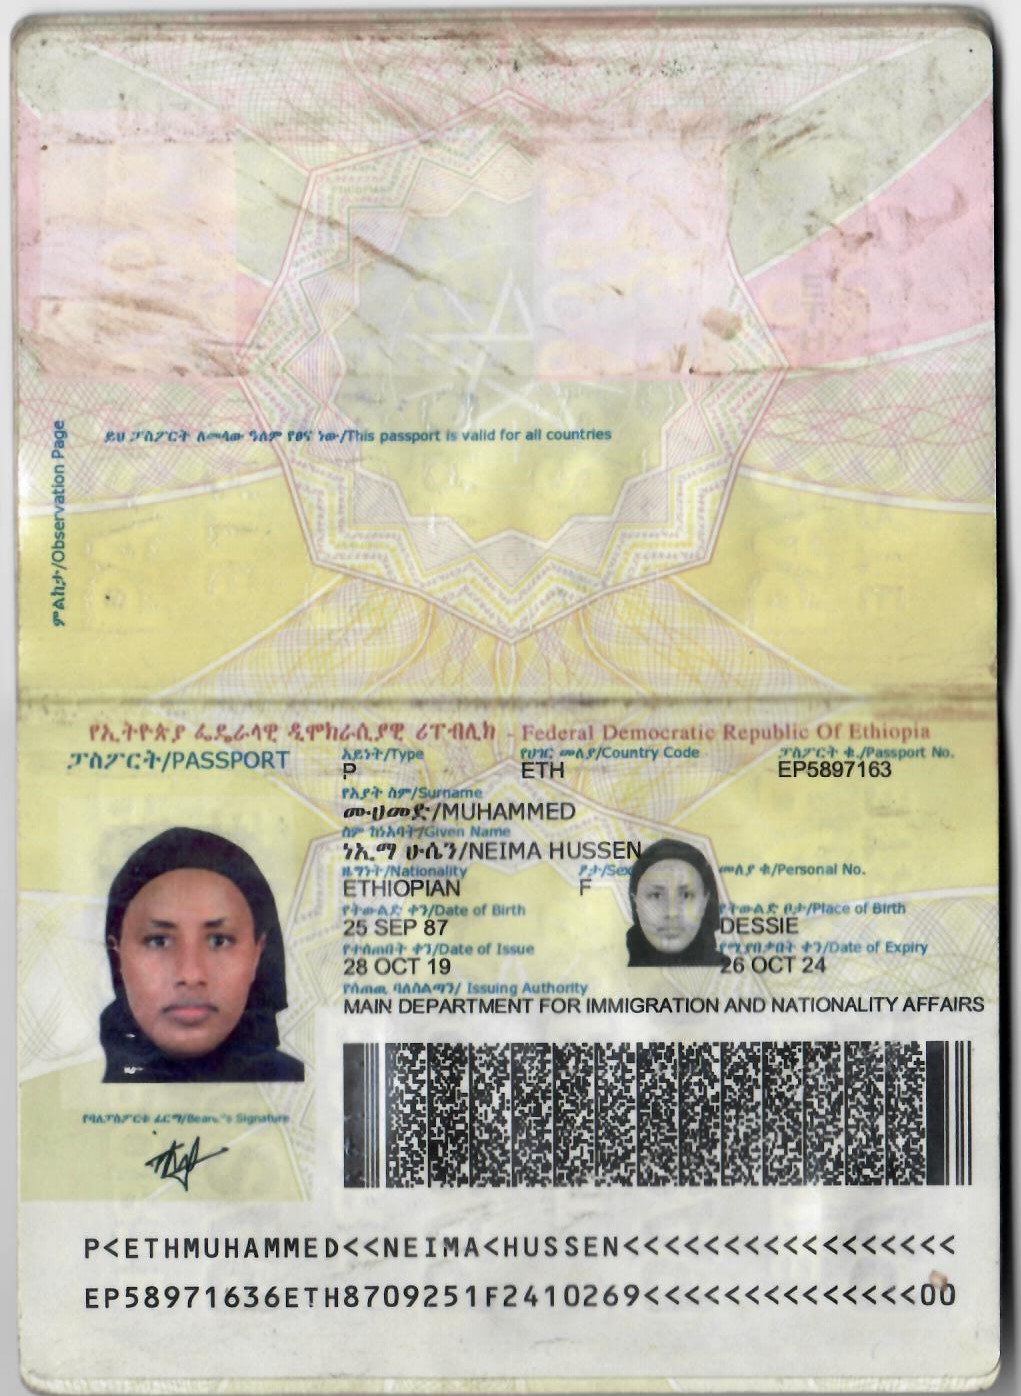 ይህ ፓስፖርት ለመላው ዓለም የፀና ነው/This passport is valid for all countries
ምልከታ/Observation Page
የኢትዮጵያ ፌዴራላዊ ዲሞክራሲያዊ ሪፐብሊክ - Federal Democratic Republic Of Ethiopia
ፓስፖርት/PASSPORT
አይነት/Type
የሀገር መለያ/Country Code
ፓስፖርት ቁ./Passport No.
P
ETH
EP5897163
የአያት ስም/Surname
ሙሀመድ/MUHAMMED
ስም ከነአባት/Given Name
ነኢማ ሁሴን/NEIMA HUSSEN
ዜግነት/Nationality
ፆታ/Sex
መለያ ቁ/Personal No.
ETHIOPIAN
F
የትውልድ ቀን/Date of Birth
የትውልድ ቦታ/Place of Birth
25 SEP 87
DESSIE
የተሰጠበት ቀን/Date of Issue
የሚያበቃበት ቀን/Date of Expiry
28 OCT 19
26 OCT 24
የሰጠዉ ባለስልጣን/ Issuing Authority
MAIN DEPARTMENT FOR IMMIGRATION AND NATIONALITY AFFAIRS
የባለፓስፖርቱ ፊርማ/Bearer's Signature
P<ETHMUHAMMED<<NEIMA<HUSSEN<<<<<<<<<<<<<<<<<
EP58971636ETH8709251F2410269<<<<<<<<<<<<<<00